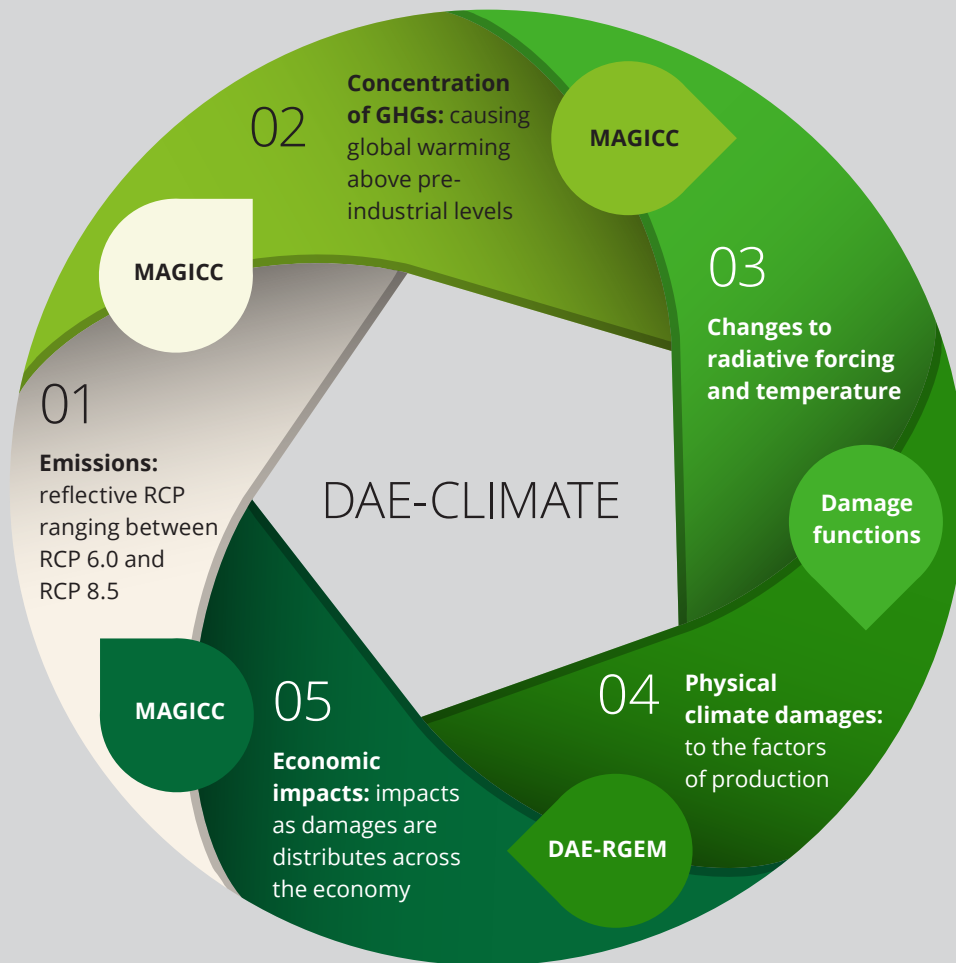 01
Emissions:
reflective RCP
ranging between
RCP 6.0 and
RCP 8.5
MAGICC
02
Concentration
of GHGs: causing
global warming
above pre-
industrial levels
MAGICC
03
Changes to
radiative forcing
and temperature
Damage
functions
04
Physical
climate damages:
to the factors
of production
DAE-RGEM
05
Economic
impacts: impacts
as damages are
distributes across
the economy
MAGICC
DAE-CLIMATE